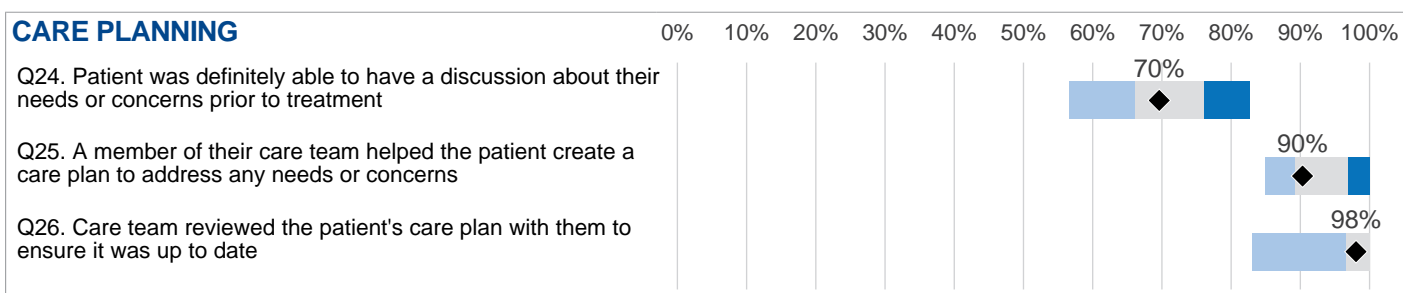 CARE PLANNING
0% 10% 20% 30% 40% 50% 60% 70% 80% 90% 100%
Q24. Patient was definitely able to have a discussion about their
needs or concerns prior to treatment
70%
Q25. A member of their care team helped the patient create a
care plan to address any needs or concerns
90%
Q26. Care team reviewed the patient's care plan with them to
ensure it was up to date
98%